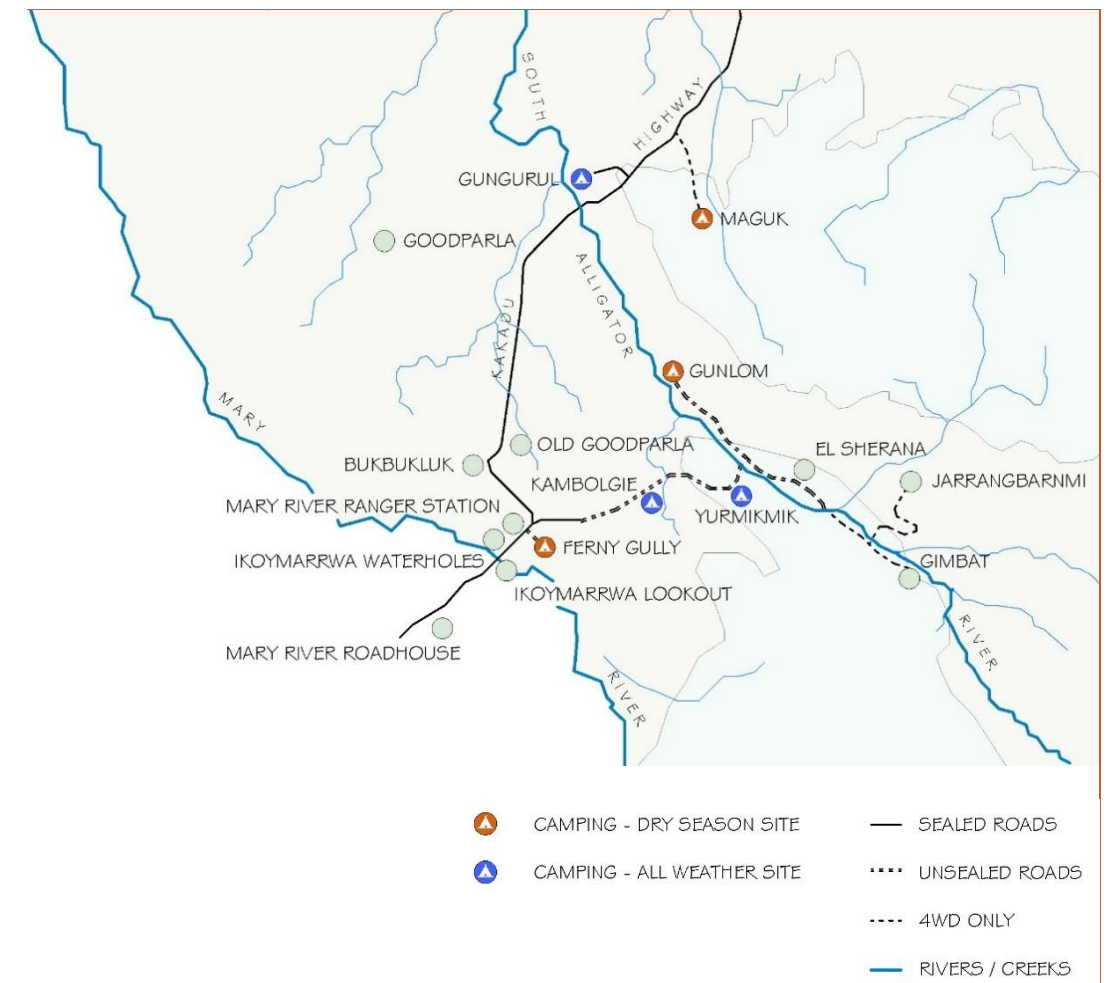 SOUTH
HIGHWAY
GUNGURUL
MAGUK
GOODPARLA
ALLIGATOR
KAKADU
GUNLOM
MARY
OLD GOODPARLA
EL SHERANA
BUKBUKLUK
KAMBOLGIE
JARRANGBARNMI
MARY RIVER RANGER STATION
YURMIKMIK
FERNY GULLY
IKOYMARRWA WATERHOLES
GIMBAT
IKOYMARRWA LOOKOUT
RIVER
MARY RIVER ROADHOUSE
RIVER
CAMPING - DRY SEASON SITE
SEALED ROADS
CAMPING - ALL WEATHER SITE
UNSEALED ROADS
4WD ONLY
RIVERS / CREEKS